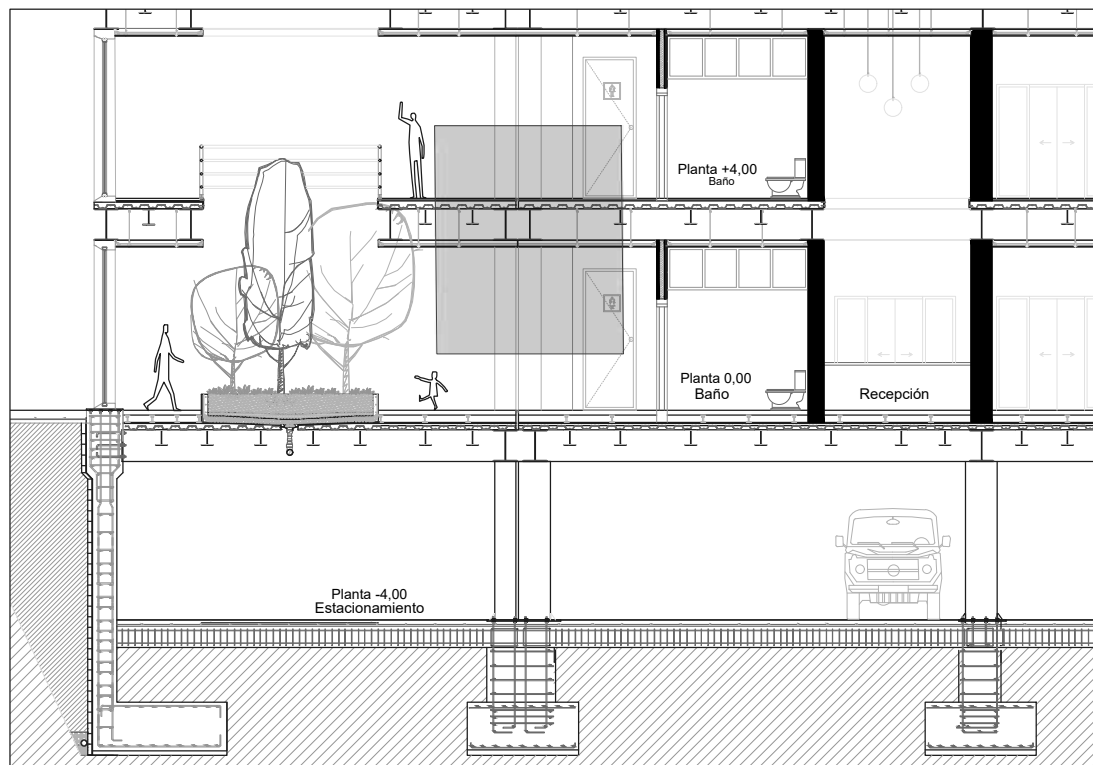 Planta +4,00
Baño
Planta 0,00
Baño
Recepción
Planta -4,00
Estacionamiento